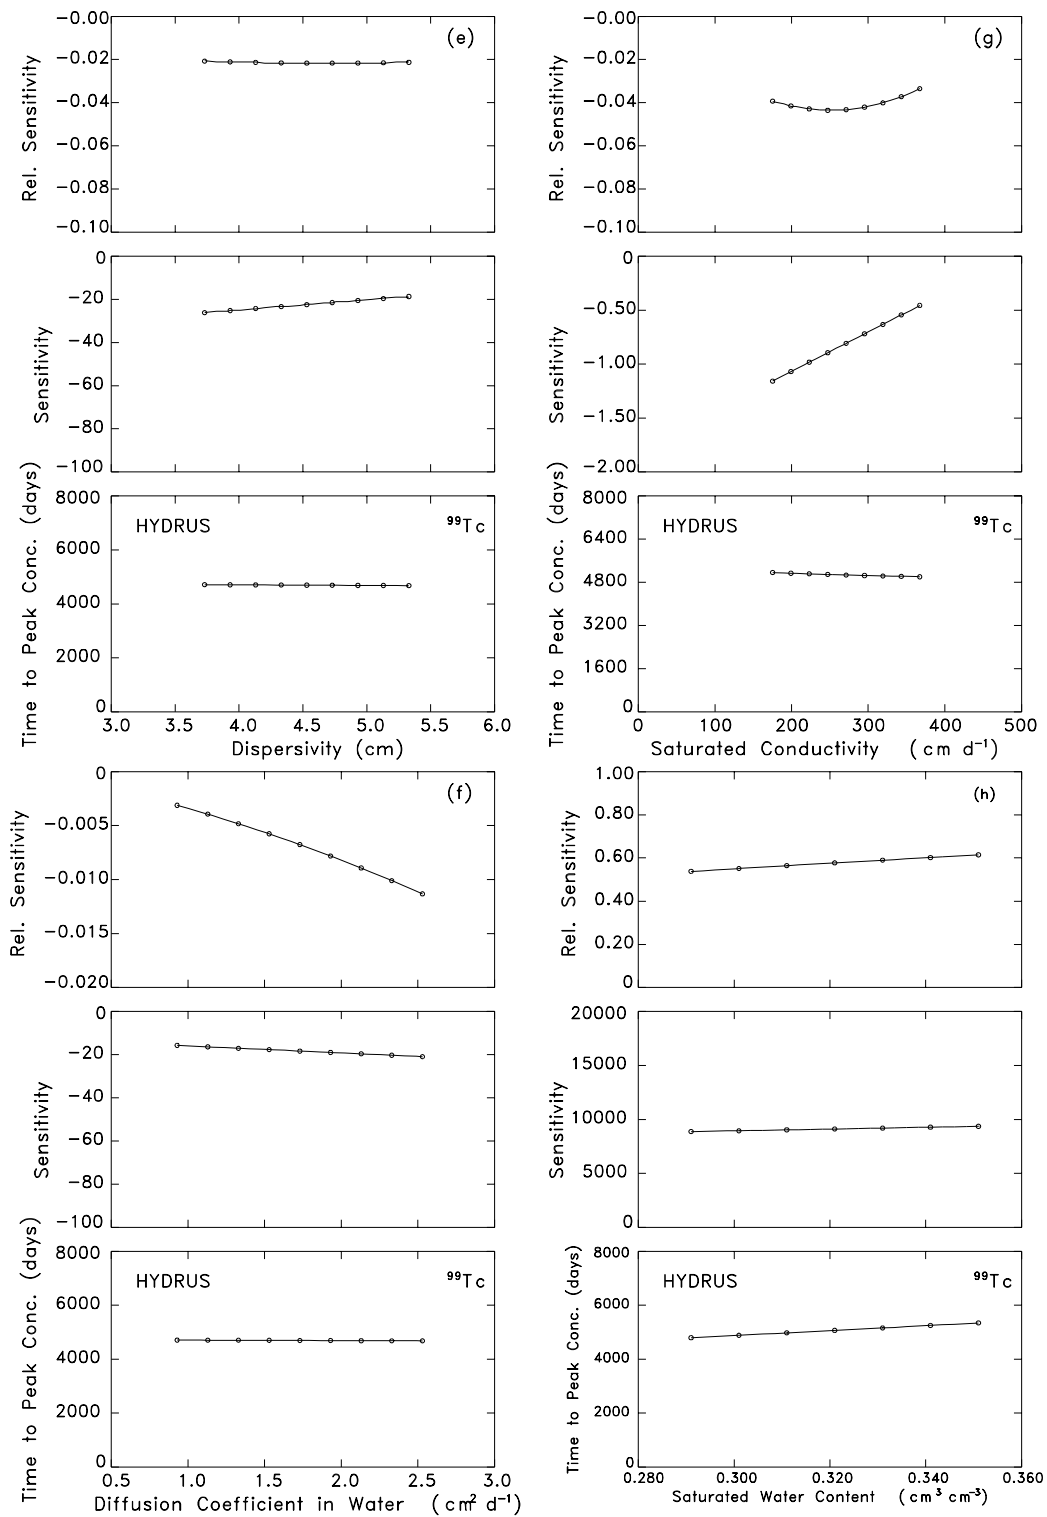 (e)
Rel. Sensitivity
−0.00
−0.02
−0.04
−0.06
−0.08
−0.10
Sensitivity
0
−20
−40
−60
−80
−100
Time to Peak Conc. (days)
8000
6000
4000
2000
0
HYDRUS
⁹⁹Tc
3.0 3.5 4.0 4.5 5.0 5.5 6.0
Dispersivity (cm)
(g)
Rel. Sensitivity
−0.00
−0.02
−0.04
−0.06
−0.08
−0.10
Sensitivity
0
−0.50
−1.00
−1.50
−2.00
Time to Peak Conc. (days)
8000
6400
4800
3200
1600
0
HYDRUS
⁹⁹Tc
0 100 200 300 400 500
Saturated Conductivity (cm d⁻¹)
(f)
Rel. Sensitivity
0
−0.005
−0.010
−0.015
−0.020
Sensitivity
0
−20
−40
−60
−80
−100
Time to Peak Conc. (days)
8000
6000
4000
2000
0
HYDRUS
⁹⁹Tc
0.5 1.0 1.5 2.0 2.5 3.0
Diffusion Coefficient in Water (cm² d⁻¹)
(h)
Rel. Sensitivity
1.00
0.80
0.60
0.40
0.20
0
Sensitivity
20000
15000
10000
5000
0
Time to Peak Conc. (days)
8000
6000
4000
2000
0
HYDRUS
⁹⁹Tc
0.280 0.300 0.320 0.340 0.360
Saturated Water Content (cm³ cm⁻³)